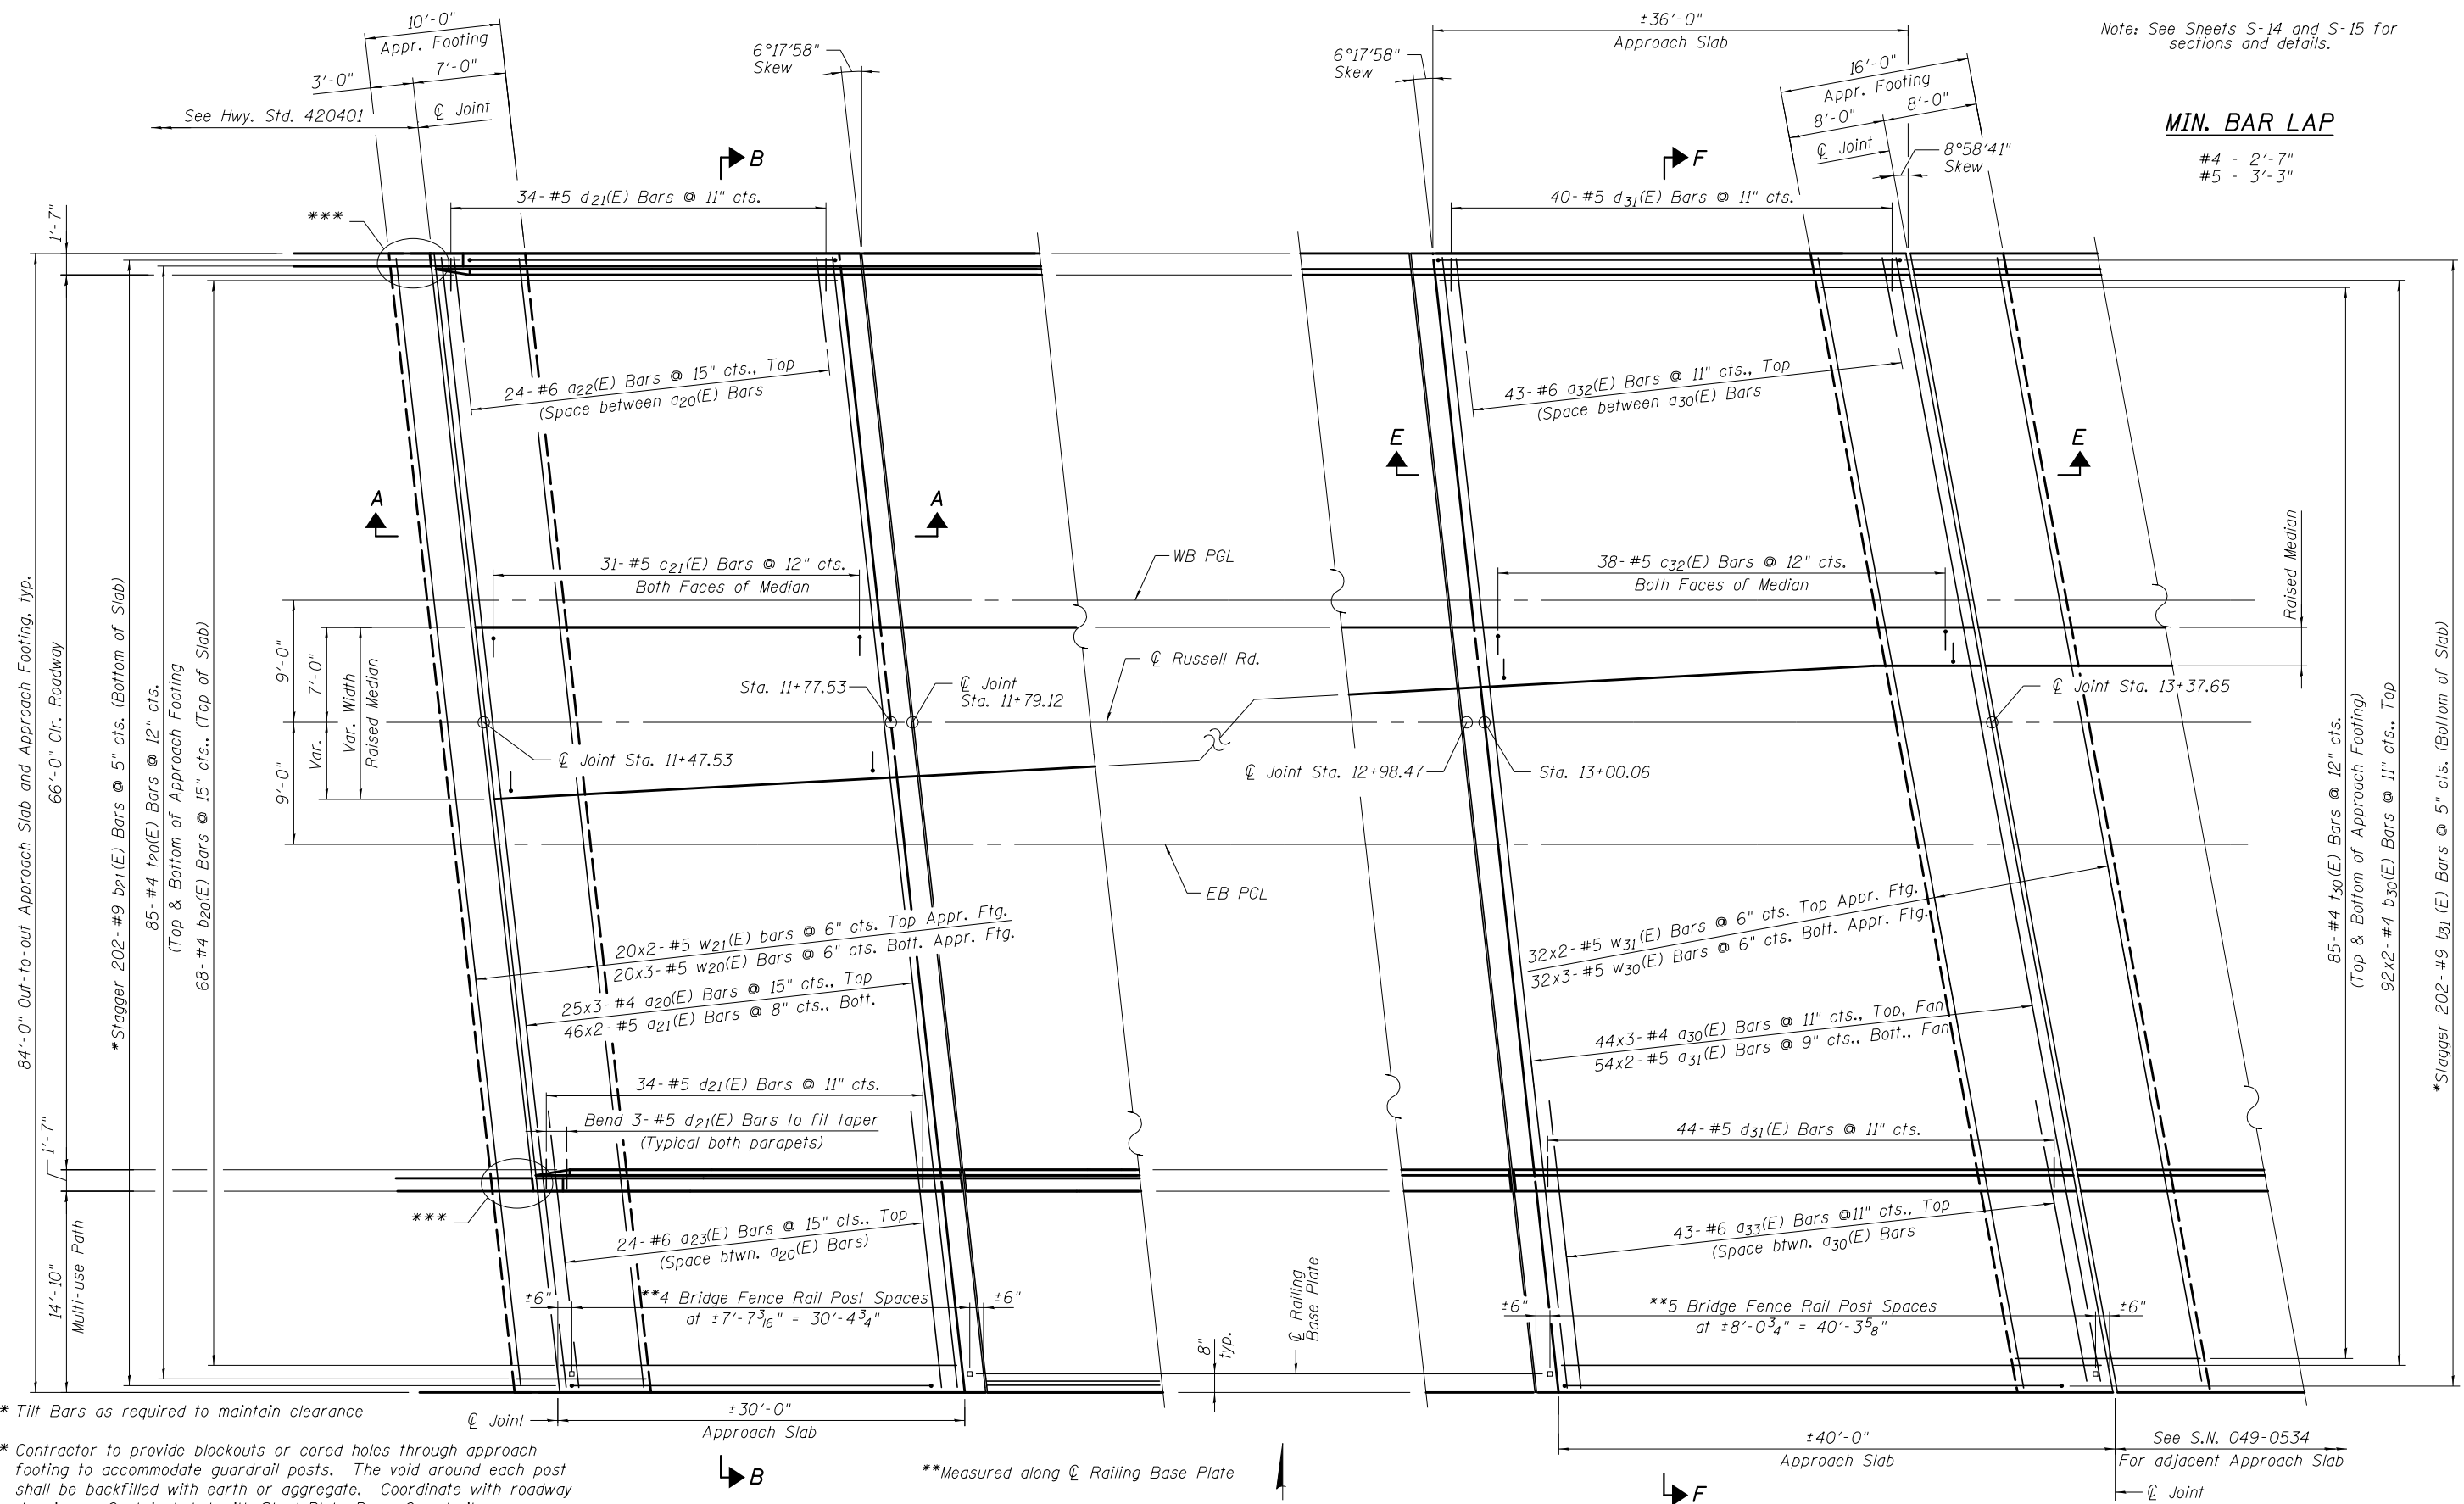 10'-0"
Appr. Footing
3'-0"
7'-0"
See Hwy. Std. 420401
℄ Joint
6°17'58"
Skew
6°17'58"
Skew
±36'-0"
Approach Slab
16'-0"
Appr. Footing
8'-0"
8'-0"
℄ Joint
8°58'41"
Skew
Note: See Sheets S-14 and S-15 for
sections and details.
MIN. BAR LAP
#4 - 2'-7"
#5 - 3'-3"
B
F
***
34-#5 d21(E) Bars @ 11" cts.
40-#5 d31(E) Bars @ 11" cts.
1'-7"
24-#6 a22(E) Bars @ 15" cts., Top
(Space between a20(E) Bars
43-#6 a32(E) Bars @ 11" cts., Top
(Space between a30(E) Bars
A
A
E
E
31-#5 c21(E) Bars @ 12" cts.
Both Faces of Median
WB PGL
38-#5 c32(E) Bars @ 12" cts.
Both Faces of Median
Raised Median
84'-0" Out-to-out Approach Slab and Approach Footing, typ.
66'-0" Clr. Roadway
*Stagger 202-#9 b21(E) Bars @ 5" cts. (Bottom of Slab)
85-#4 t20(E) Bars @ 12" cts.
(Top & Bottom of Approach Footing
68-#4 b20(E) Bars @ 15" cts., (Top of Slab)
9'-0"
9'-0"
7'-0"
Var.
Var. Width
Raised Median
Sta. 11+77.53
℄ Joint
Sta. 11+79.12
℄ Russell Rd.
℄ Joint Sta. 11+47.53
℄ Joint Sta. 12+98.47
Sta. 13+00.06
℄ Joint Sta. 13+37.65
EB PGL
85-#4 t30(E) Bars @ 12" cts.
(Top & Bottom of Approach Footing)
92x2-#4 b30(E) Bars @ 11" cts., Top
*Stagger 202-#9 b31 (E) Bars @ 5" cts. (Bottom of Slab)
20x2-#5 w21(E) bars @ 6" cts. Top Appr. Ftg.
20x3-#5 w20(E) Bars @ 6" cts. Bott. Appr. Ftg.
25x3-#4 a20(E) Bars @ 15" cts., Top
46x2-#5 a21(E) Bars @ 8" cts., Bott.
32x2-#5 w31(E) Bars @ 6" cts. Top Appr. Ftg.
32x3-#5 w30(E) Bars @ 6" cts. Bott. Appr. Ftg.
44x3-#4 a30(E) Bars @ 11" cts., Top, Fan
54x2-#5 a31(E) Bars @ 9" cts., Bott., Fan
34-#5 d21(E) Bars @ 11" cts.
Bend 3-#5 d21(E) Bars to fit taper
(Typical both parapets)
44-#5 d31(E) Bars @ 11" cts.
1'-7"
***
14'-10"
Multi-use Path
24-#6 a23(E) Bars @ 15" cts., Top
(Space btwn. a20(E) Bars)
43-#6 a33(E) Bars @11" cts., Top
(Space btwn. a30(E) Bars
±6"
**4 Bridge Fence Rail Post Spaces
at ±7'-7 3/16" = 30'-4 3/4"
±6"
8"
typ.
℄ Railing
Base Plate
±6"
**5 Bridge Fence Rail Post Spaces
at ±8'-0 3/4" = 40'-3 5/8"
±6"
* Tilt Bars as required to maintain clearance
℄ Joint
±30'-0"
Approach Slab
±40'-0"
Approach Slab
See S.N. 049-0534
For adjacent Approach Slab
℄ Joint
* Contractor to provide blockouts or cored holes through approach
footing to accommodate guardrail posts. The void around each post
shall be backfilled with earth or aggregate. Coordinate with roadway
**Measured along ℄ Railing Base Plate
B
F